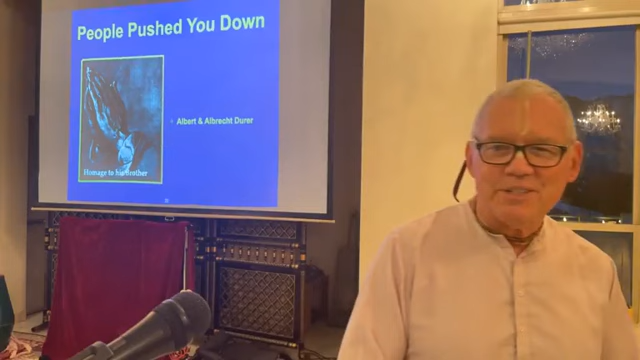 People Pushed You Down
Albert & Albrecht Durer
Homage to his Brother